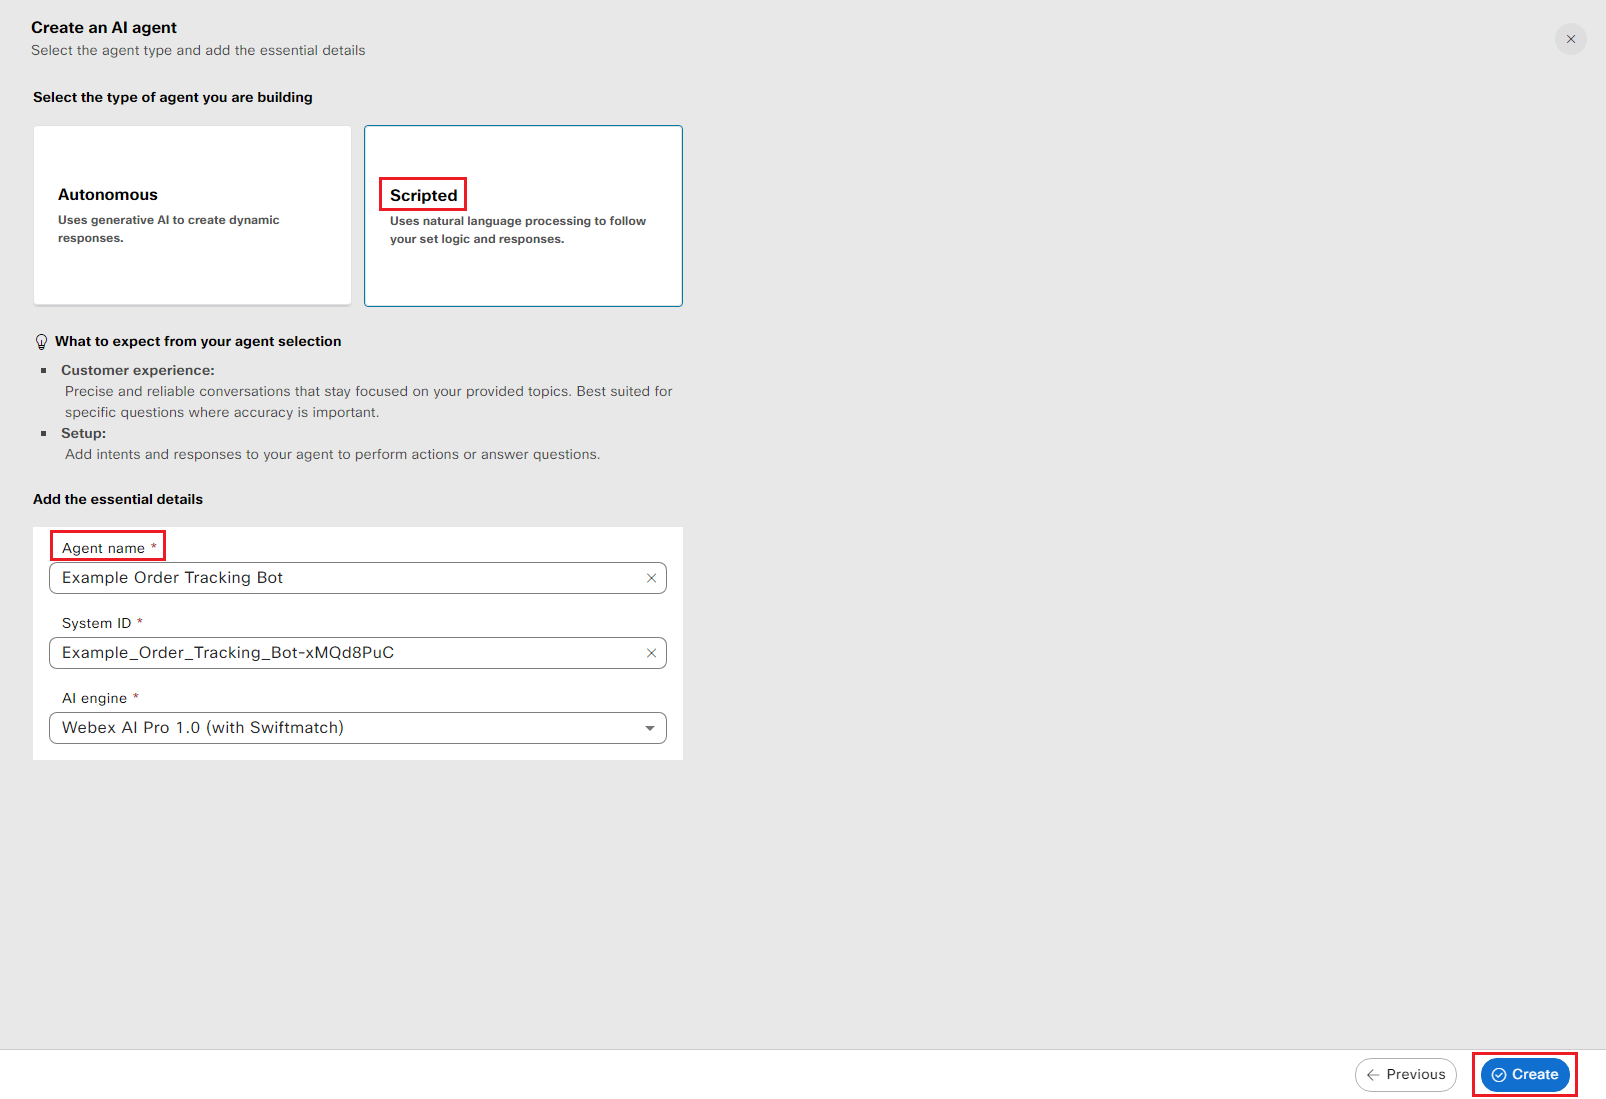 Create an AI agent
Select the agent type and add the essential details
Select the type of agent you are building
Autonomous
Uses generative AI to create dynamic
responses.
Scripted
Uses natural language processing to follow
your set logic and responses.
What to expect from your agent selection
Customer experience:
Precise and reliable conversations that stay focused on your provided topics. Best suited for
specific questions where accuracy is important.
Setup:
Add intents and responses to your agent to perform actions or answer questions.
Add the essential details
Agent name *
Example Order Tracking Bot
System ID *
Example_Order_Tracking_Bot-xMQd8PuC
AI engine *
Webex AI Pro 1.0 (with Swiftmatch)
Previous
Create